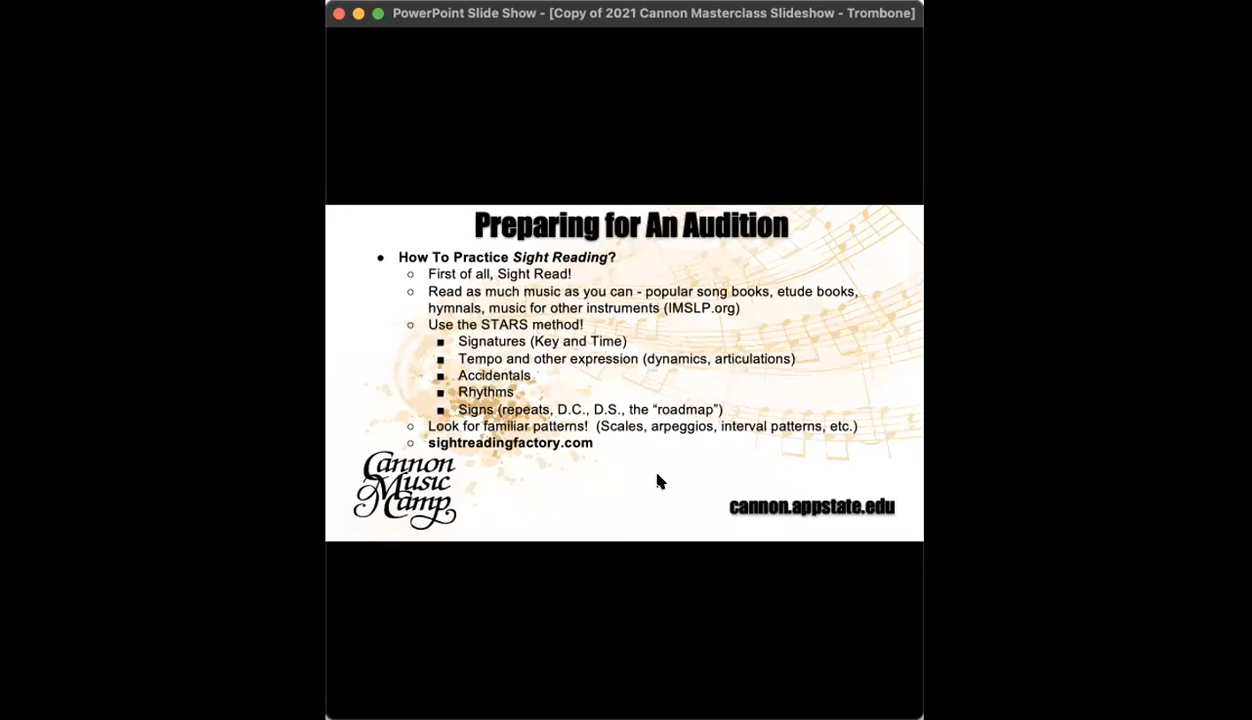 PowerPoint Slide Show - [Copy of 2021 Cannon Masterclass Slideshow - Trombone]
Preparing for An Audition
● How To Practice Sight Reading?
○ First of all, Sight Read!
○ Read as much music as you can - popular song books, etude books,
hymnals, music for other instruments (IMSLP.org)
○ Use the STARS method!
■ Signatures (Key and Time)
■ Tempo and other expression (dynamics, articulations)
■ Accidentals
■ Rhythms
■ Signs (repeats, D.C., D.S., the “roadmap”)
○ Look for familiar patterns!  (Scales, arpeggios, interval patterns, etc.)
○ sightreadingfactory.com
Cannon
Music
Camp
cannon.appstate.edu